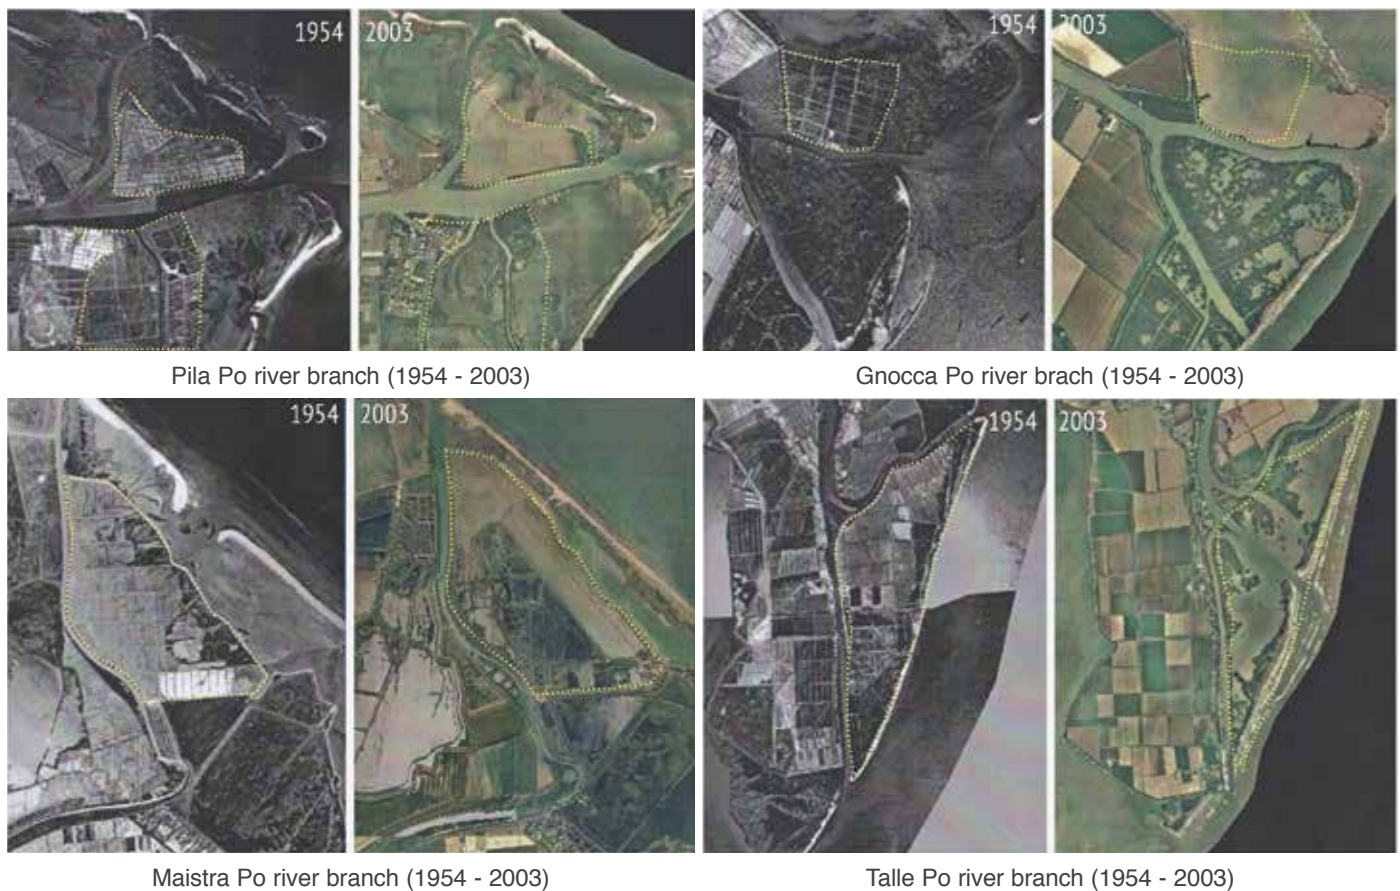 1954
2003
1954
2003
Pila Po river branch (1954 - 2003)
Gnocca Po river brach (1954 - 2003)
1954
2003
1954
2003
Maistra Po river branch (1954 - 2003)
Talle Po river branch (1954 - 2003)